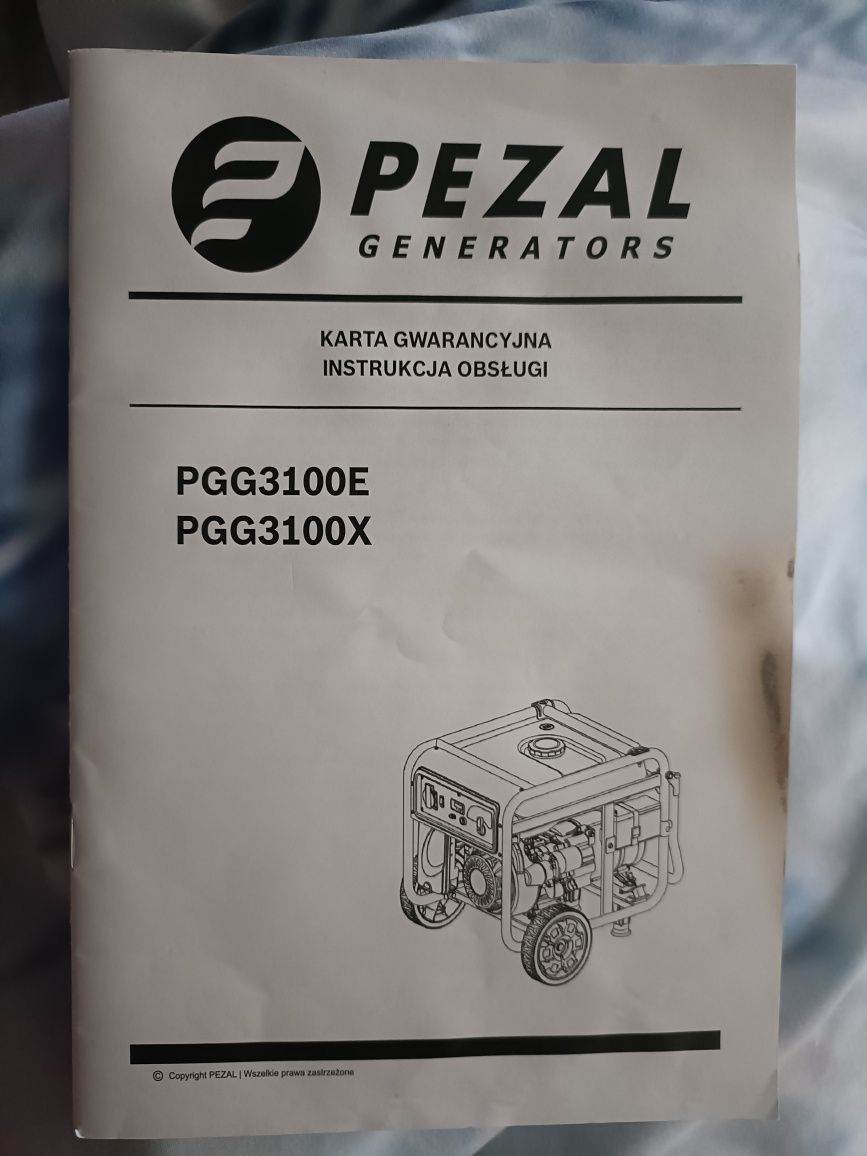 PEZAL
GENERATORS
KARTA GWARANCYJNA
INSTRUKCJA OBSŁUGI
PGG3100E
PGG3100X
© Copyright PEZAL | Wszelkie prawa zastrzeżone